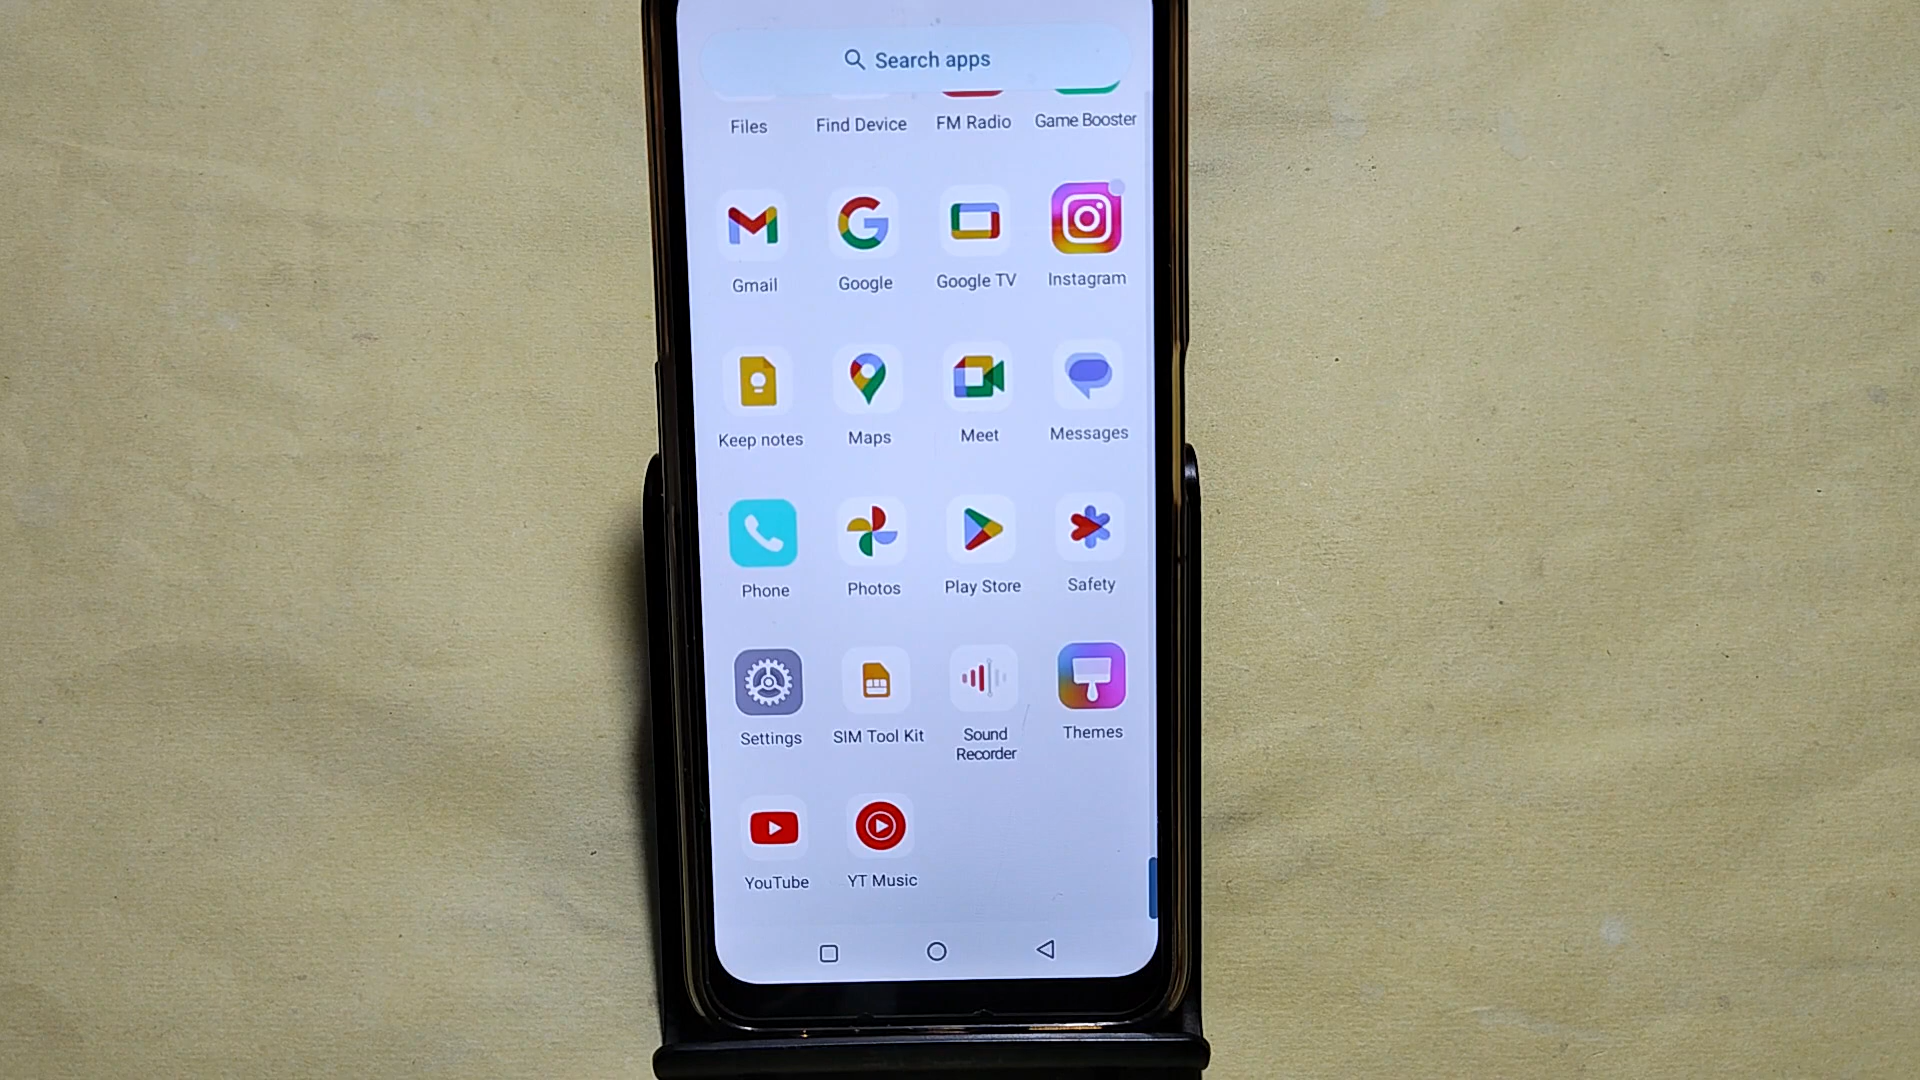 Search apps
Files Find Device FM Radio Game Booster
Gmail Google Google TV Instagram
Keep notes Maps Meet Messages
Phone Photos Play Store Safety
Settings SIM Tool Kit Sound Recorder Themes
YouTube YT Music